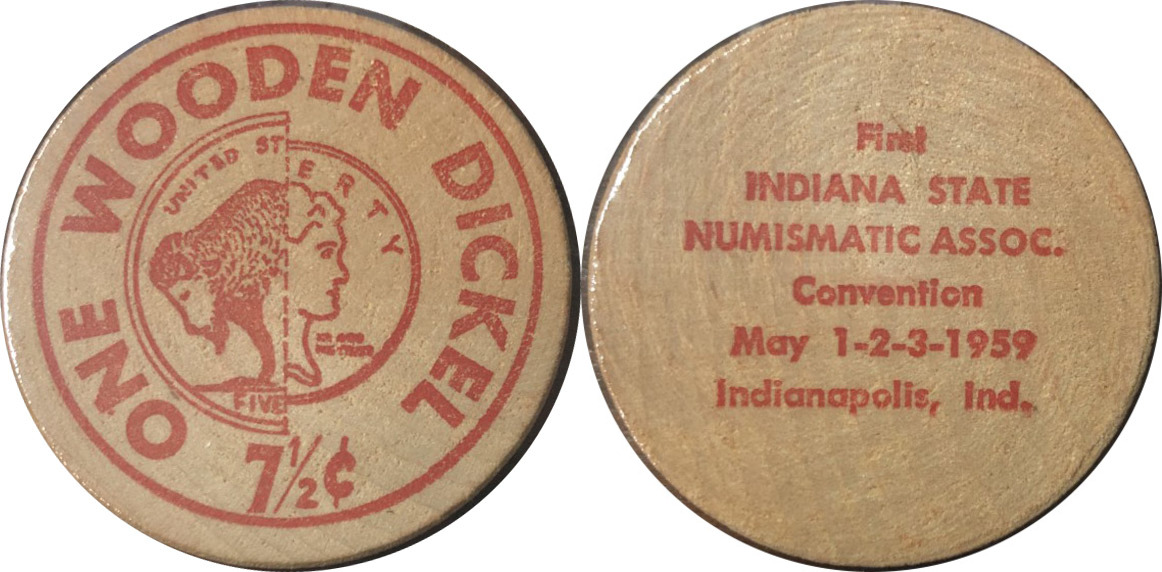 ONE WOODEN DICKEL
UNITED ST
ERTY
FIVE
7½¢
First
INDIANA STATE
NUMISMATIC ASSOC.
Convention
May 1-2-3-1959
Indianapolis, Ind.